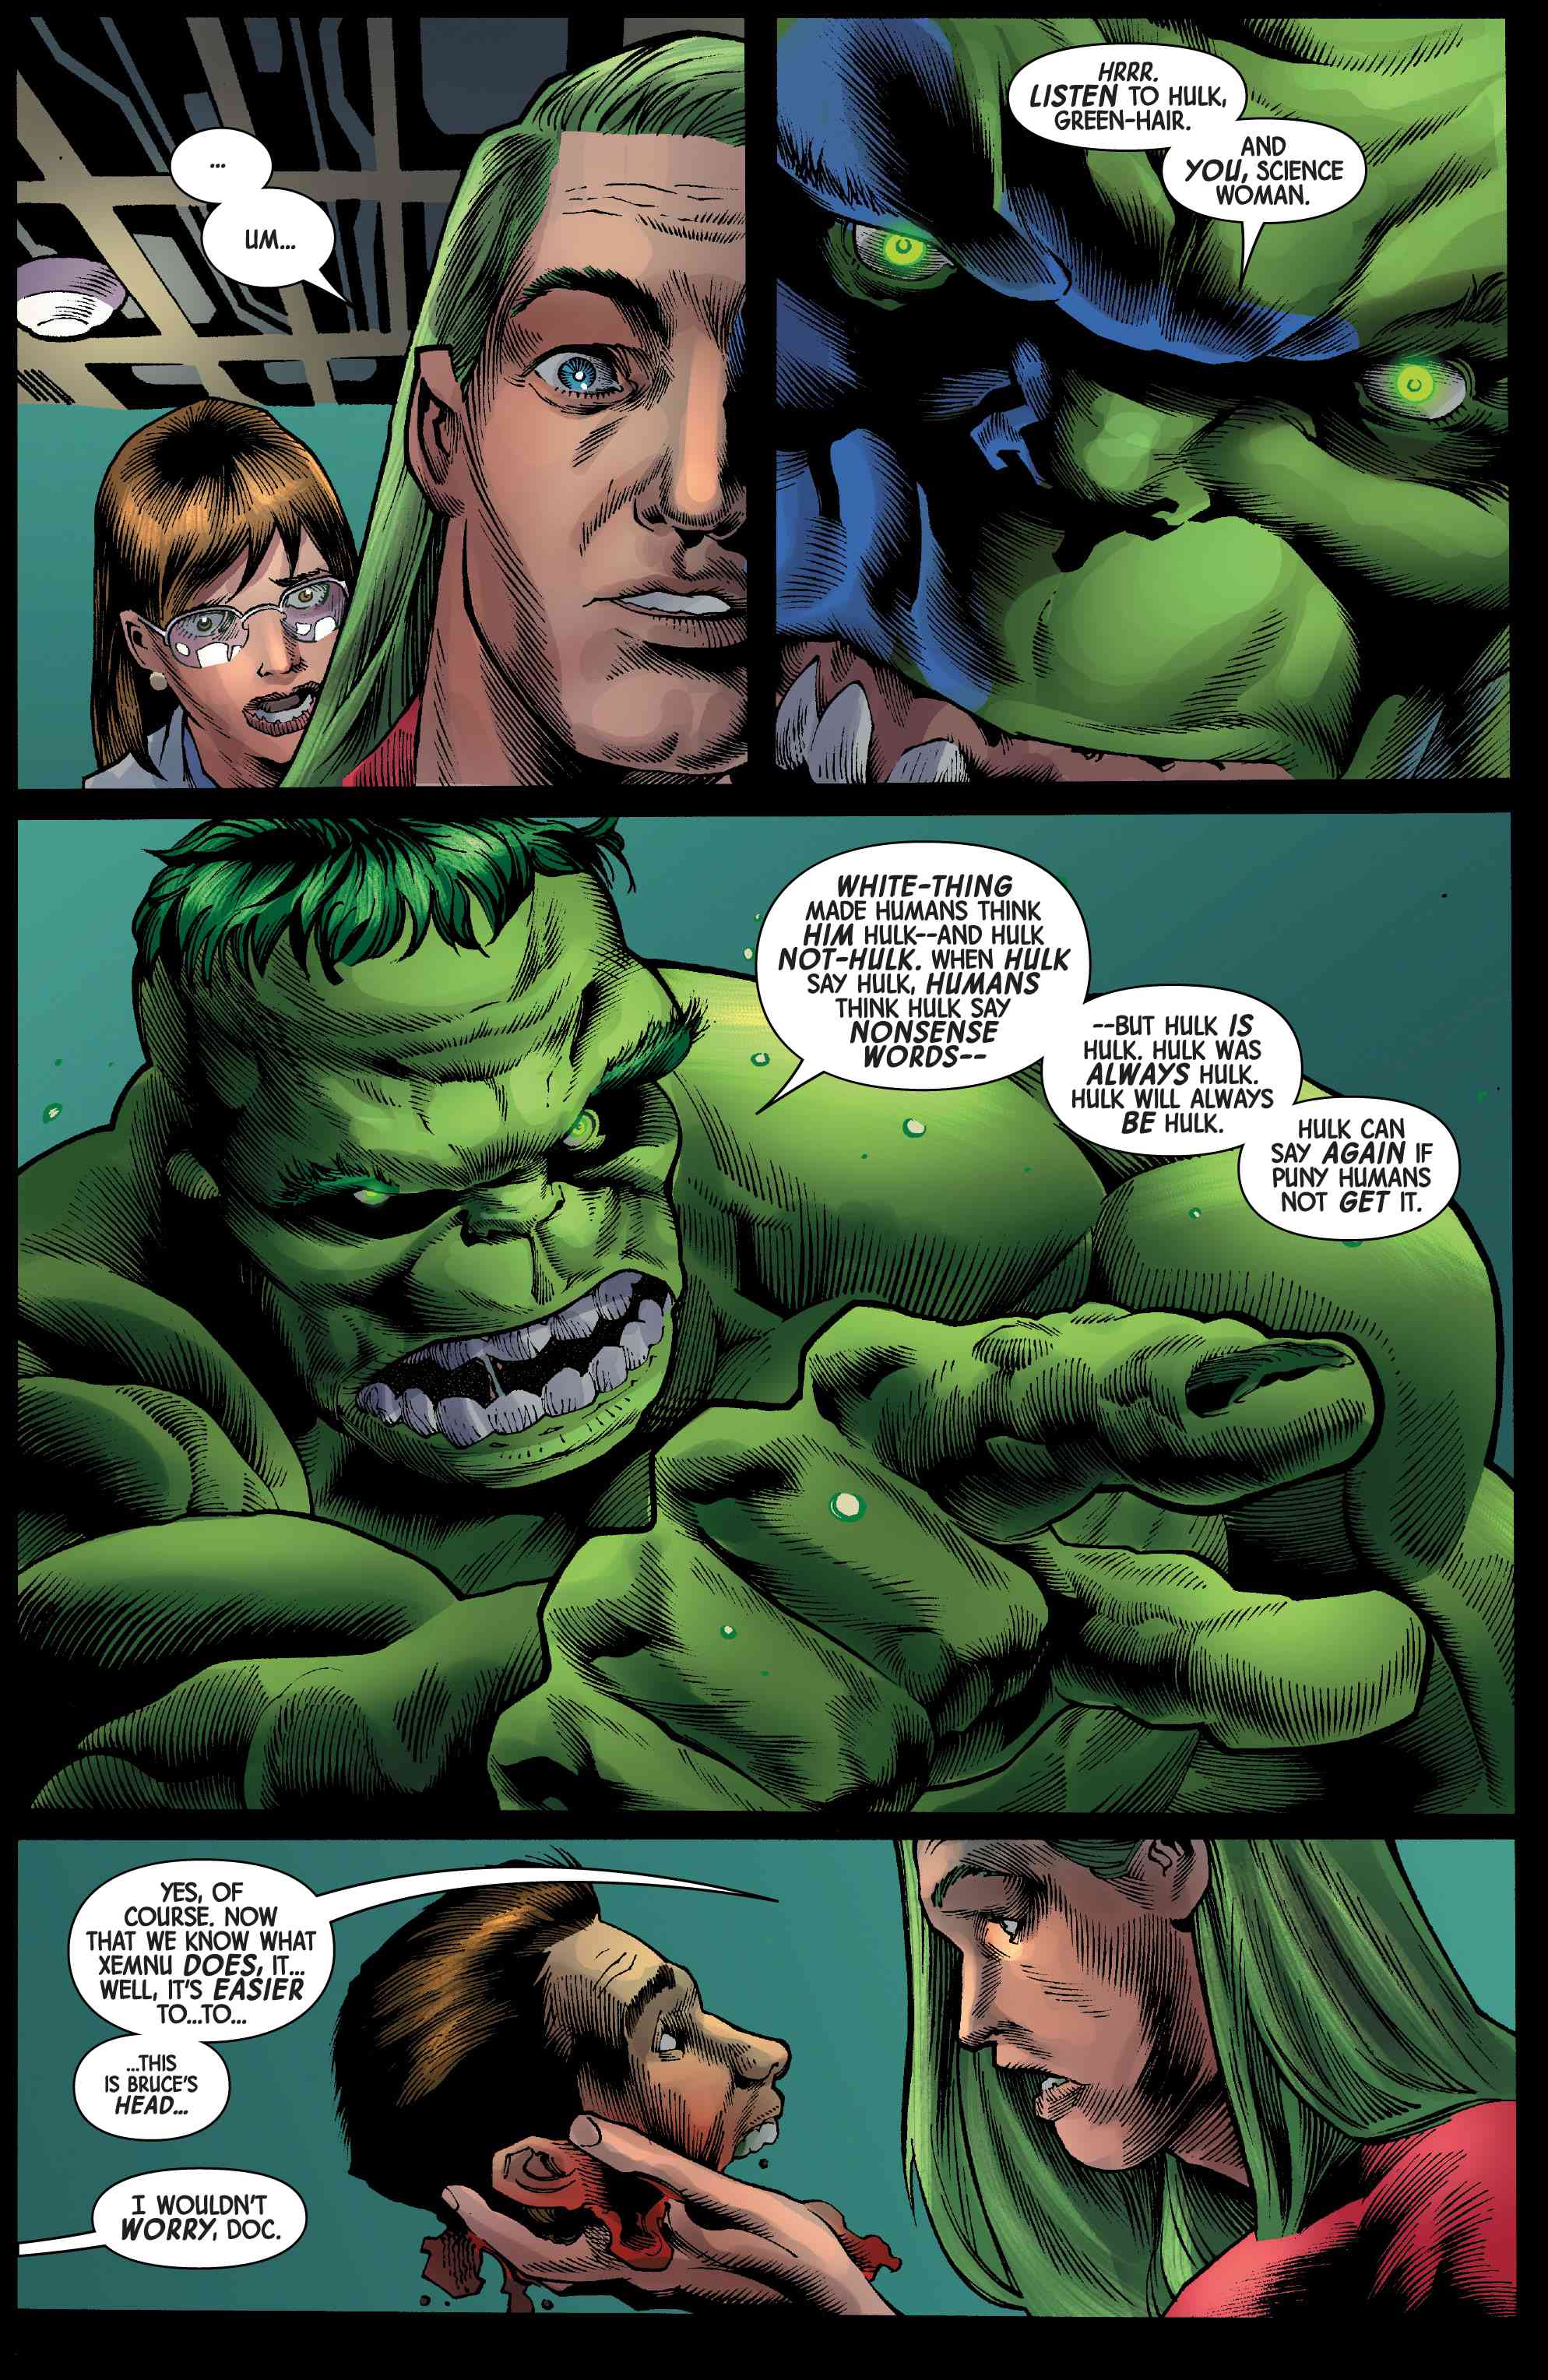 ...
UM...
HRRR.
LISTEN TO HULK,
GREEN-HAIR.
AND
YOU, SCIENCE
WOMAN.
WHITE-THING
MADE HUMANS THINK
HIM HULK--AND HULK
NOT-HULK. WHEN HULK
SAY HULK, HUMANS
THINK HULK SAY
NONSENSE
WORDS--
--BUT HULK IS
HULK. HULK WAS
ALWAYS HULK.
HULK WILL ALWAYS
BE HULK.
HULK CAN
SAY AGAIN IF
PUNY HUMANS
NOT GET IT.
YES, OF
COURSE. NOW
THAT WE KNOW WHAT
XEMNU DOES, IT...
WELL, IT'S EASIER
TO...TO...
...THIS
IS BRUCE'S
HEAD...
I WOULDN'T
WORRY, DOC.